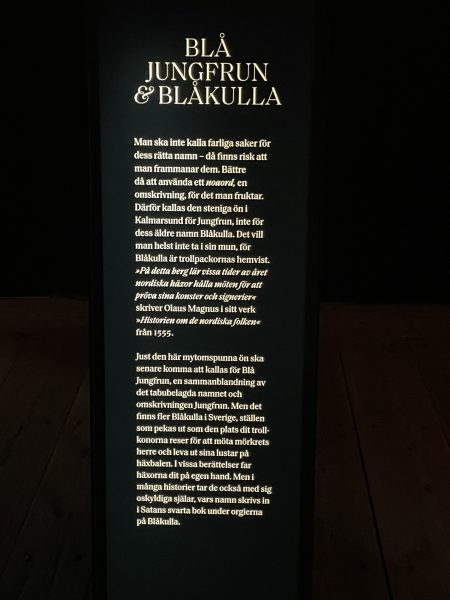 BLÅ
JUNGFRUN
& BLÅKULLA
Man ska inte kalla farliga saker för
dess rätta namn – då finns risk att
man frammanar dem. Bättre
då att använda ett noaord, en
omskrivning, för det man fruktar.
Därför kallas den steniga ön i
Kalmarsund för Jungfrun, inte för
dess äldre namn Blåkulla. Det vill
man helst inte ta i sin mun, för
Blåkulla är trollpackornas hemvist.
»På detta berg lär vissa tider av året
nordiska häxor hålla möten för att
pröva sina konster och signerier«
skriver Olaus Magnus i sitt verk
»Historien om de nordiska folken«
från 1555.
Just den här mytomspunna ön ska
senare komma att kallas för Blå
Jungfrun, en sammanblandning av
det tabubelagda namnet och
omskrivningen Jungfrun. Men det
finns fler Blåkulla i Sverige, ställen
som pekas ut som den plats dit troll-
konorna reser för att möta mörkrets
herre och leva ut sina lustar på
häxbalen. I vissa berättelser far
häxorna dit på egen hand. Men i
många historier tar de också med sig
oskyldiga själar, vars namn skrivs in
i Satans svarta bok under orgierna
på Blåkulla.